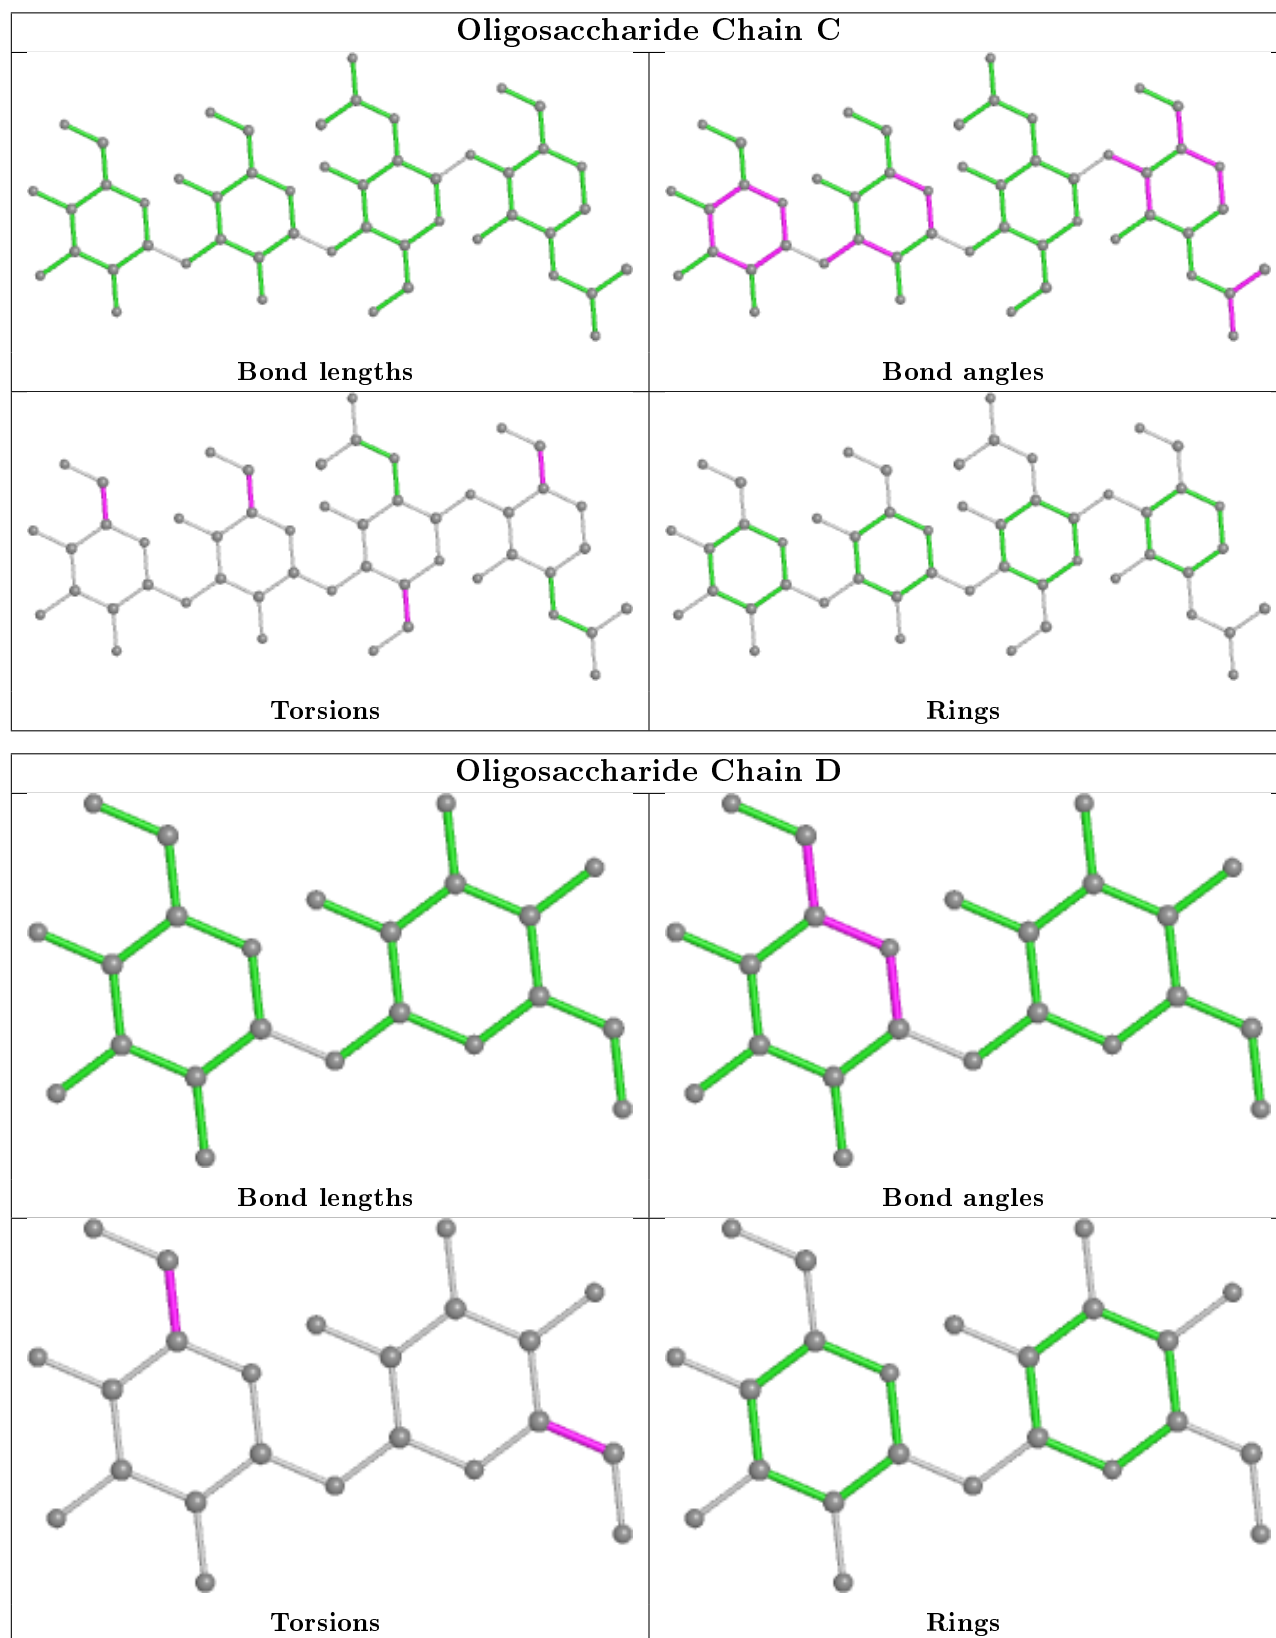 Oligosaccharide Chain C
Bond lengths
Bond angles
Torsions
Rings
Oligosaccharide Chain D
Bond lengths
Bond angles
Torsions
Rings